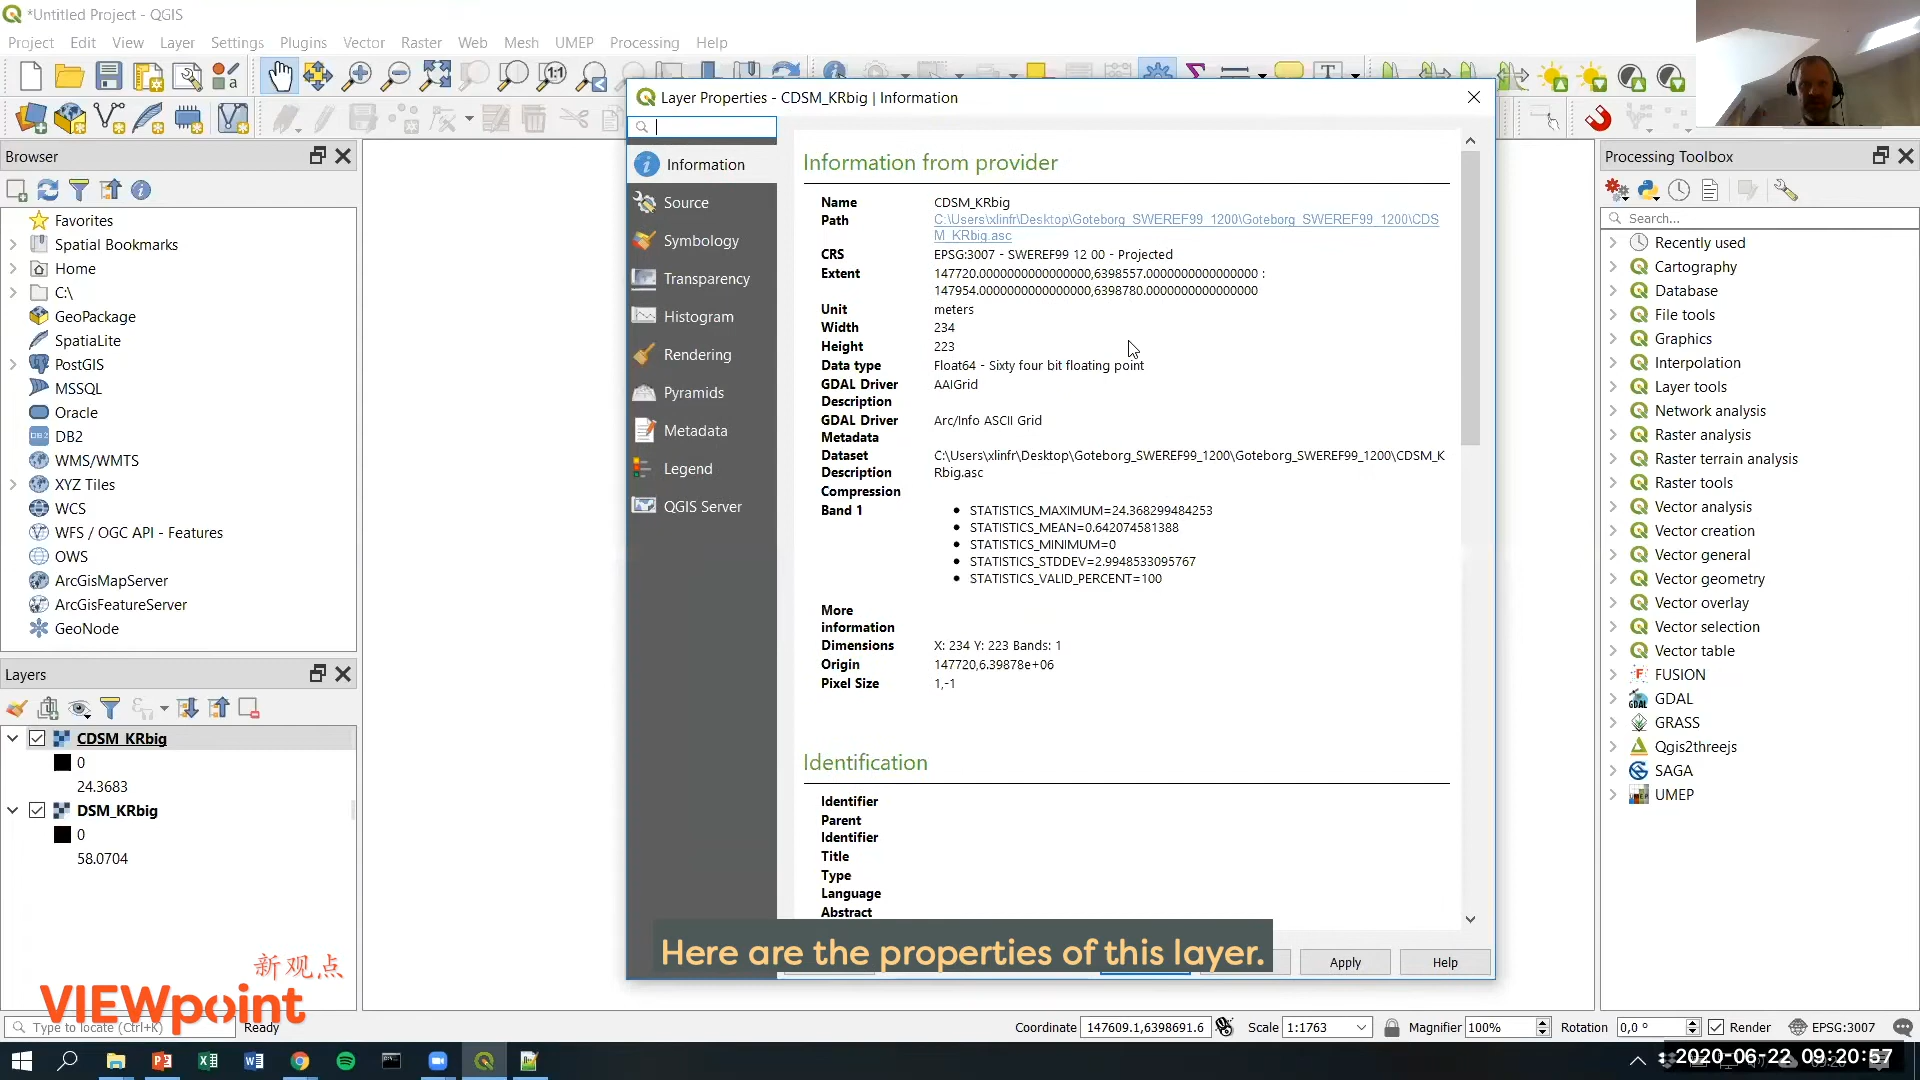 *Untitled Project - QGIS
Project Edit View Layer Settings Plugins Vector Raster Web Mesh UMEP Processing Help
Layer Properties - CDSM_KRbig | Information
Browser
Favorites
Spatial Bookmarks
Home
C:\
GeoPackage
SpatiaLite
PostGIS
MSSQL
Oracle
DB2
WMS/WMTS
XYZ Tiles
WCS
WFS / OGC API - Features
OWS
ArcGisMapServer
ArcGisFeatureServer
GeoNode
Layers
CDSM_KRbig
0
24.3683
DSM_KRbig
0
58.0704
Information
Source
Symbology
Transparency
Histogram
Rendering
Pyramids
Metadata
Legend
QGIS Server
Information from provider
Name CDSM_KRbig
Path C:\Users\xlinfr\Desktop\Goteborg_SWEREF99_1200\Goteborg_SWEREF99_1200\CDS
M_KRbig.asc
CRS EPSG:3007 - SWEREF99 12 00 - Projected
Extent 147720.0000000000000000,6398557.0000000000000000 :
147954.0000000000000000,6398780.0000000000000000
Unit meters
Width 234
Height 223
Data type Float64 - Sixty four bit floating point
GDAL Driver AAIGrid
Description
GDAL Driver Arc/Info ASCII Grid
Metadata
Dataset C:\Users\xlinfr\Desktop\Goteborg_SWEREF99_1200\Goteborg_SWEREF99_1200\CDSM_K
Description Rbig.asc
Compression
Band 1 STATISTICS_MAXIMUM=24.368299484253
STATISTICS_MEAN=0.642074581388
STATISTICS_MINIMUM=0
STATISTICS_STDDEV=2.9948533095767
STATISTICS_VALID_PERCENT=100
More
information
Dimensions X: 234 Y: 223 Bands: 1
Origin 147720,6.39878e+06
Pixel Size 1,-1
Identification
Identifier
Parent
Identifier
Title
Type
Language
Abstract
Here are the properties of this layer.
Apply Help
Processing Toolbox
Search...
Recently used
Cartography
Database
File tools
Graphics
Interpolation
Layer tools
Network analysis
Raster analysis
Raster terrain analysis
Raster tools
Vector analysis
Vector creation
Vector general
Vector geometry
Vector overlay
Vector selection
Vector table
FUSION
GDAL
GRASS
Qgis2threejs
SAGA
UMEP
新观点
VIEWpoint
Type to locate (Ctrl+K) Ready Coordinate 147609.1,6398691.6 Scale 1:1763 Magnifier 100% Rotation 0,0 ° Render EPSG:3007
2020-06-22 09:20:57